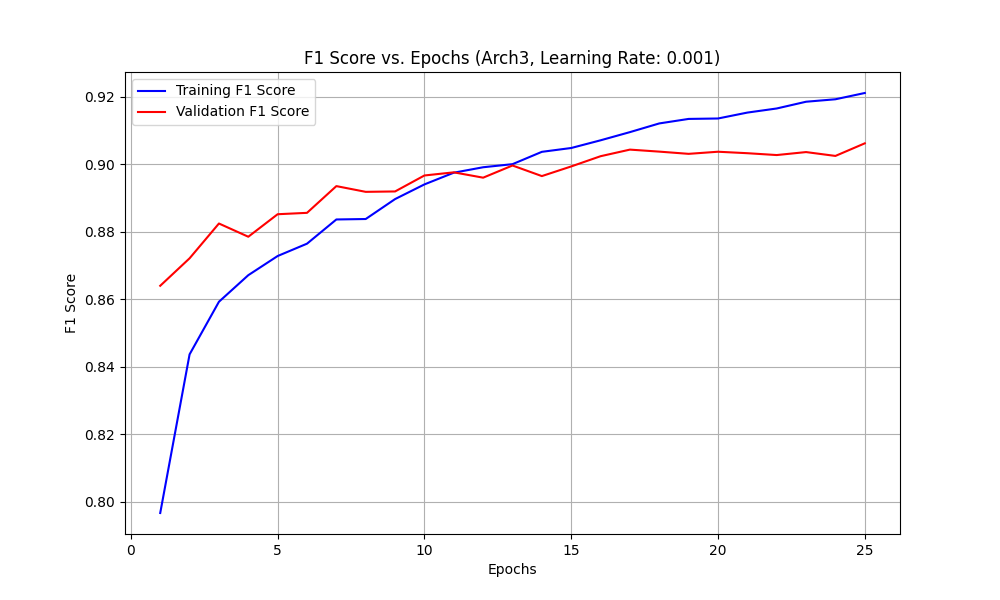 F1 Score vs. Epochs (Arch3, Learning Rate: 0.001)
Training F1 Score
Validation F1 Score
0.92
0.90
0.88
0.86
0.84
0.82
0.80
F1 Score
0 5 10 15 20 25
Epochs